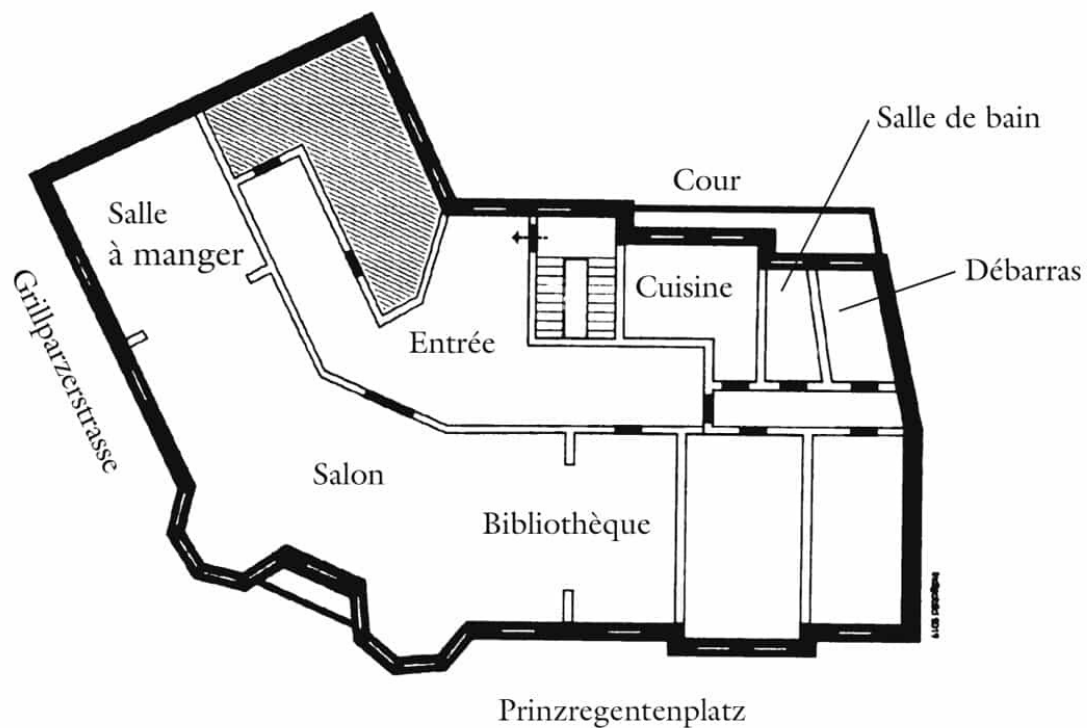 Salle de bain
Cour
Salle
à manger
Débarras
Cuisine
Grillparzerstrasse
Entrée
Salon
Bibliothèque
Prinzregentenplatz